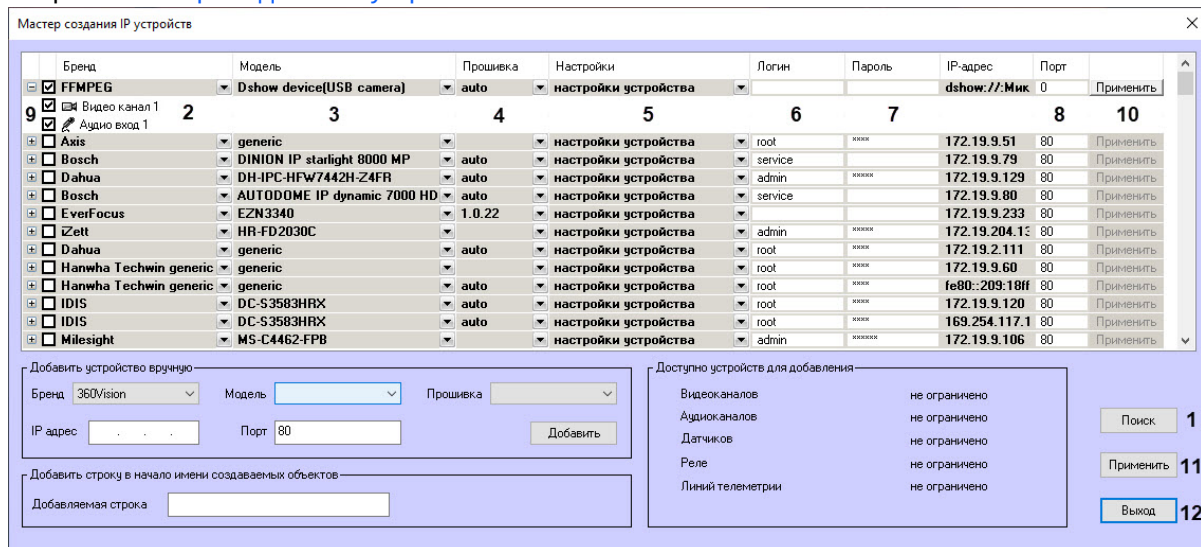 Мастер создания IP устройств
Бренд Модель Прошивка Настройки Логин Пароль IP-адрес Порт
FFMPEG Dshow device(USB camera) auto настройки устройства dshow://:Мик 0 Применить
Видео канал 1
9 2 3 4 5 6 7 8 10
Аудио вход 1
Axis generic настройки устройства root **** 172.19.9.51 80 Применить
Bosch DINION IP starlight 8000 MP auto настройки устройства service 172.19.9.79 80 Применить
Dahua DH-IPC-HFW7442H-Z4FR auto настройки устройства admin ***** 172.19.9.129 80 Применить
Bosch AUTODOME IP dynamic 7000 HD auto настройки устройства service 172.19.9.80 80 Применить
EverFocus EZN3340 1.0.22 настройки устройства 172.19.9.233 80 Применить
iZett HR-FD2030C настройки устройства admin ***** 172.19.204.13 80 Применить
Dahua generic auto настройки устройства root **** 172.19.2.111 80 Применить
Hanwha Techwin generic generic настройки устройства root **** 172.19.9.60 80 Применить
Hanwha Techwin generic generic auto настройки устройства root **** fe80::209:18ff 80 Применить
IDIS DC-S3583HRX auto настройки устройства root **** 172.19.9.120 80 Применить
IDIS DC-S3583HRX auto настройки устройства root **** 169.254.117.1 80 Применить
Milesight MS-C4462-FPB настройки устройства admin ****** 172.19.9.106 80 Применить
Добавить устройство вручную
Бренд 360Vision Модель Прошивка
IP адрес . . . Порт 80 Добавить
Добавить строку в начало имени создаваемых объектов
Добавляемая строка
Доступно устройств для добавления
Видеоканалов не ограничено
Аудиоканалов не ограничено
Датчиков не ограничено
Реле не ограничено
Линий телеметрии не ограничено
Поиск 1
Применить 11
Выход 12